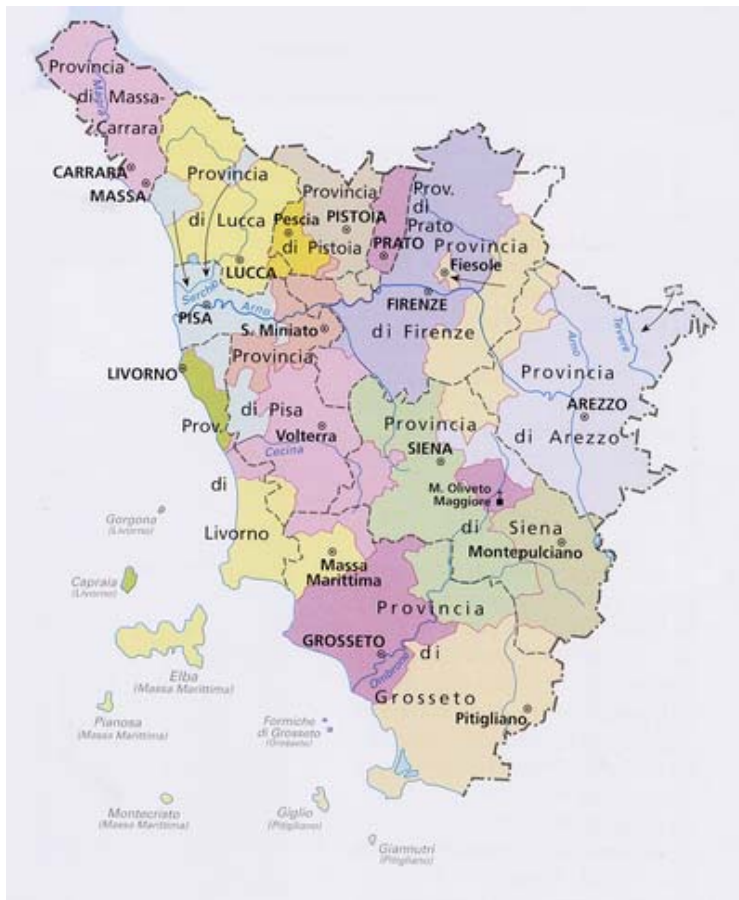 Provincia
di Massa-
Carrara
Magra
CARRARA
MASSA
Provincia
di Lucca
LUCCA
Pescia
Provincia
PISTOIA
di Pistoia
PRATO
Prov.
di
Prato
Provincia
Fiesole
FIRENZE
di Firenze
Serchio
Arno
PISA
S. Miniato
Provincia
di Pisa
LIVORNO
Prov.
di
Livorno
Volterra
Cecina
Provincia
SIENA
M. Oliveto
Maggiore
di Siena
Montepulciano
Arno
Tevere
Provincia
AREZZO
di Arezzo
Massa
Marittima
Provincia
GROSSETO
di
Ombrone
Grosseto
Pitigliano
Gorgona
(Livorno)
Capraia
(Livorno)
Elba
(Massa Marittima)
Pianosa
(Massa Marittima)
Formiche
di Grosseto
(Grosseto)
Montecristo
(Massa Marittima)
Giglio
(Pitigliano)
Giannutri
(Pitigliano)